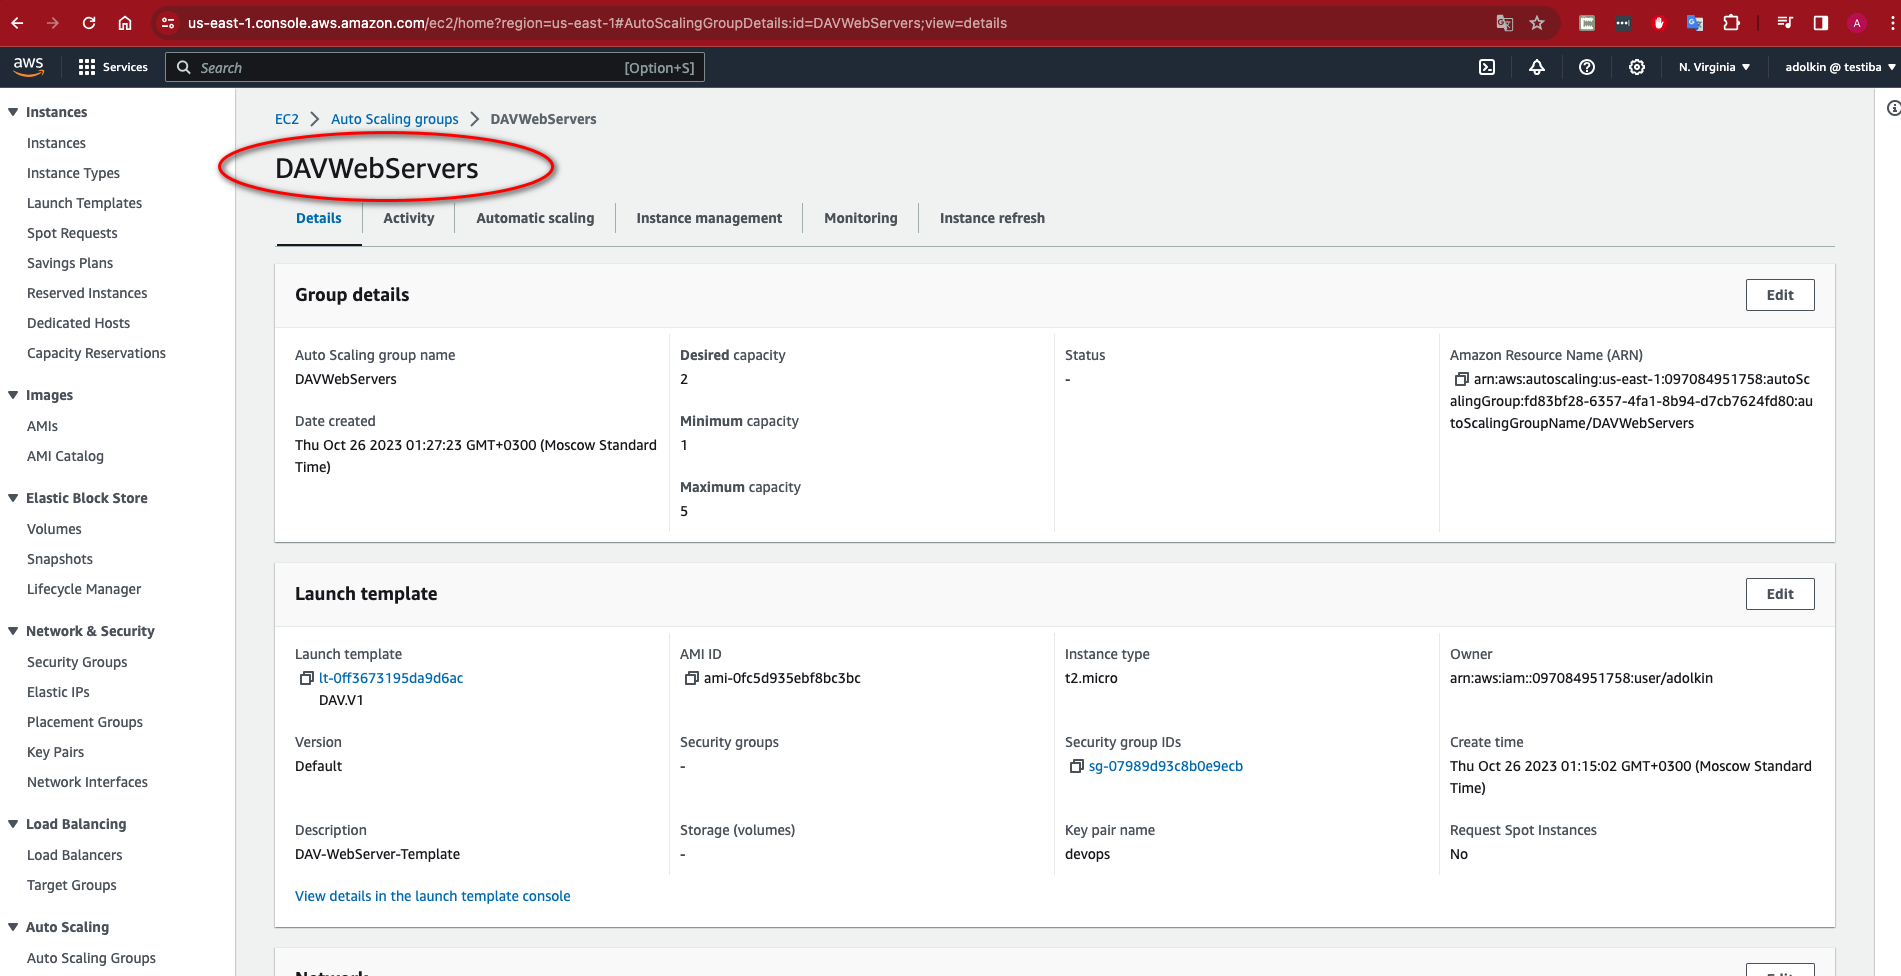 us-east-1.console.aws.amazon.com/ec2/home?region=us-east-1#AutoScalingGroupDetails:id=DAVWebServers;view=details
A
aws
Services
Search
[Option+S]
N. Virginia
adolkin @ testiba
Instances
Instances
Instance Types
Launch Templates
Spot Requests
Savings Plans
Reserved Instances
Dedicated Hosts
Capacity Reservations
Images
AMIs
AMI Catalog
Elastic Block Store
Volumes
Snapshots
Lifecycle Manager
Network & Security
Security Groups
Elastic IPs
Placement Groups
Key Pairs
Network Interfaces
Load Balancing
Load Balancers
Target Groups
Auto Scaling
Auto Scaling Groups
EC2
Auto Scaling groups
DAVWebServers
DAVWebServers
Details
Activity
Automatic scaling
Instance management
Monitoring
Instance refresh
Group details
Edit
Auto Scaling group name
DAVWebServers
Date created
Thu Oct 26 2023 01:27:23 GMT+0300 (Moscow Standard
Time)
Desired capacity
2
Minimum capacity
1
Maximum capacity
5
Status
-
Amazon Resource Name (ARN)
arn:aws:autoscaling:us-east-1:097084951758:autoSc
alingGroup:fd83bf28-6357-4fa1-8b94-d7cb7624fd80:au
toScalingGroupName/DAVWebServers
Launch template
Edit
Launch template
lt-0ff3673195da9d6ac
DAV.V1
AMI ID
ami-0fc5d935ebf8bc3bc
Instance type
t2.micro
Owner
arn:aws:iam::097084951758:user/adolkin
Version
Default
Security groups
-
Security group IDs
sg-07989d93c8b0e9ecb
Create time
Thu Oct 26 2023 01:15:02 GMT+0300 (Moscow Standard
Time)
Description
DAV-WebServer-Template
Storage (volumes)
-
Key pair name
devops
Request Spot Instances
No
View details in the launch template console
Network
Edit